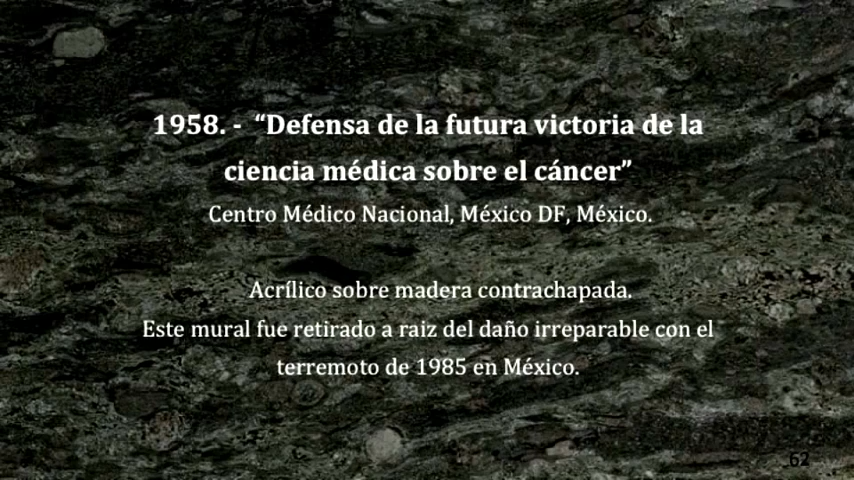 1958. - “Defensa de la futura victoria de la
ciencia médica sobre el cáncer”
Centro Médico Nacional, México DF, México.
Acrílico sobre madera contrachapada.
Este mural fue retirado a raiz del daño irreparable con el
terremoto de 1985 en México.
62